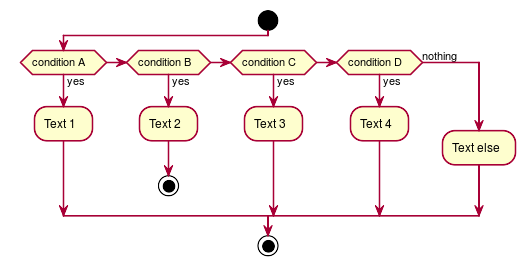 condition A
condition B
condition C
condition D
nothing
yes
yes
yes
yes
Text 1
Text 2
Text 3
Text 4
Text else